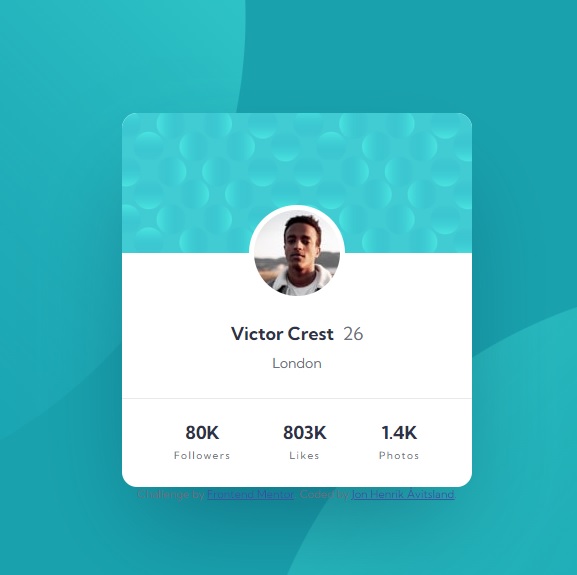 Victor Crest 26
London
80K 803K 1.4K
Followers Likes Photos
Challenge by Frontend Mentor. Coded by Jon Henrik Åvitsland.